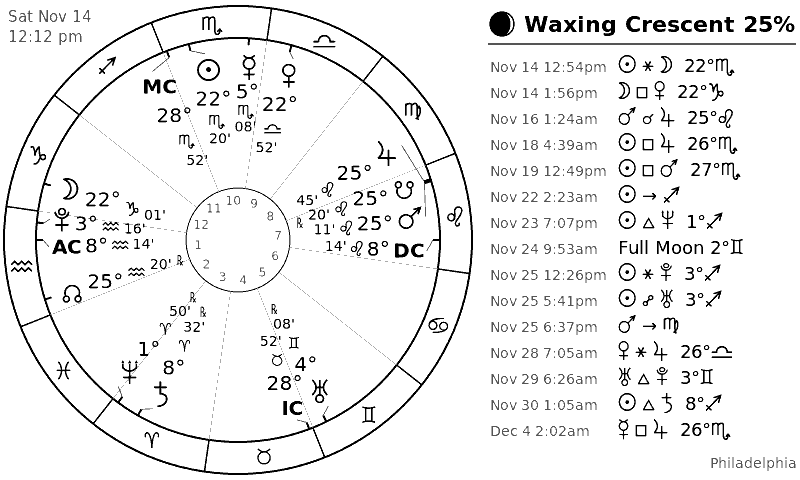 Sat Nov 14
12:12 pm
Waxing Crescent 25%
Nov 14 12:54pm ☉ ⚹ ☽ 22°♏
Nov 14 1:56pm ☽ □ ♀ 22°♑
Nov 16 1:24am ♂ ☌ ♃ 25°♌
Nov 18 4:39am ☉ □ ♃ 26°♏
Nov 19 12:49pm ☉ □ ♂ 27°♏
Nov 22 2:23am ☉ → ♐
Nov 23 7:07pm ☉ △ ♆ 1°♐
Nov 24 9:53am Full Moon 2°♊
Nov 25 12:26pm ☉ ⚹ ♇ 3°♐
Nov 25 5:41pm ☉ ☍ ♅ 3°♐
Nov 25 6:37pm ♂ → ♍
Nov 28 7:05am ♀ ⚹ ♃ 26°♎
Nov 29 6:26am ♅ △ ♇ 3°♊
Nov 30 1:05am ☉ △ ♄ 8°♐
Dec 4 2:02am ☿ □ ♃ 26°♏
Philadelphia
♏
♎
♐
♍
♑
♌
♒
♋
♓
♊
♈
♉
MC 28° ♏ 52'
☉ 22° ♏ 20'
☿ 5° ♏ 08'
♀ 22° ♎ 52'
♃ 25° ♌ 45'
☋ 25° ♌ 20' ℞
♂ 25° ♌ 11'
DC 8° ♌ 14'
☽ 22° ♑ 01'
♇ 3° ♒ 16'
AC 8° ♒ 14'
☊ 25° ♒ 20' ℞
♆ 1° ♈ 50' ℞
♄ 8° ♈ 32' ℞
IC 28° ♉ 52'
♅ 4° ♊ 08' ℞
1
2
3
4
5
6
7
8
9
10
11
12